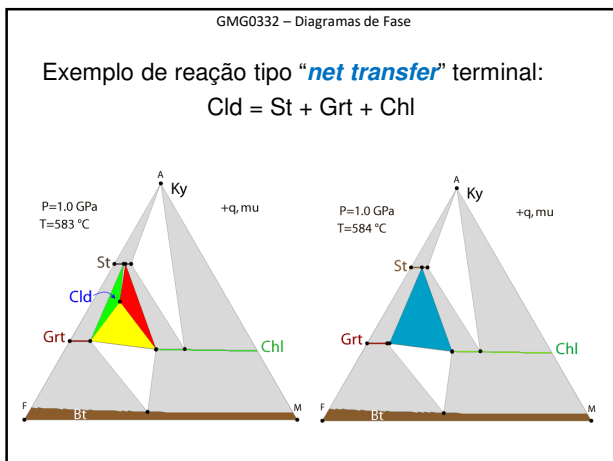 GMG0332 – Diagramas de Fase
Exemplo de reação tipo “net transfer” terminal:
Cld = St + Grt + Chl
A
Ky
P=1.0 GPa
T=583 °C
+q, mu
St
Cld
Grt
Chl
F
Bt
M
A
Ky
P=1.0 GPa
T=584 °C
+q, mu
St
Grt
Chl
F
Bt
M